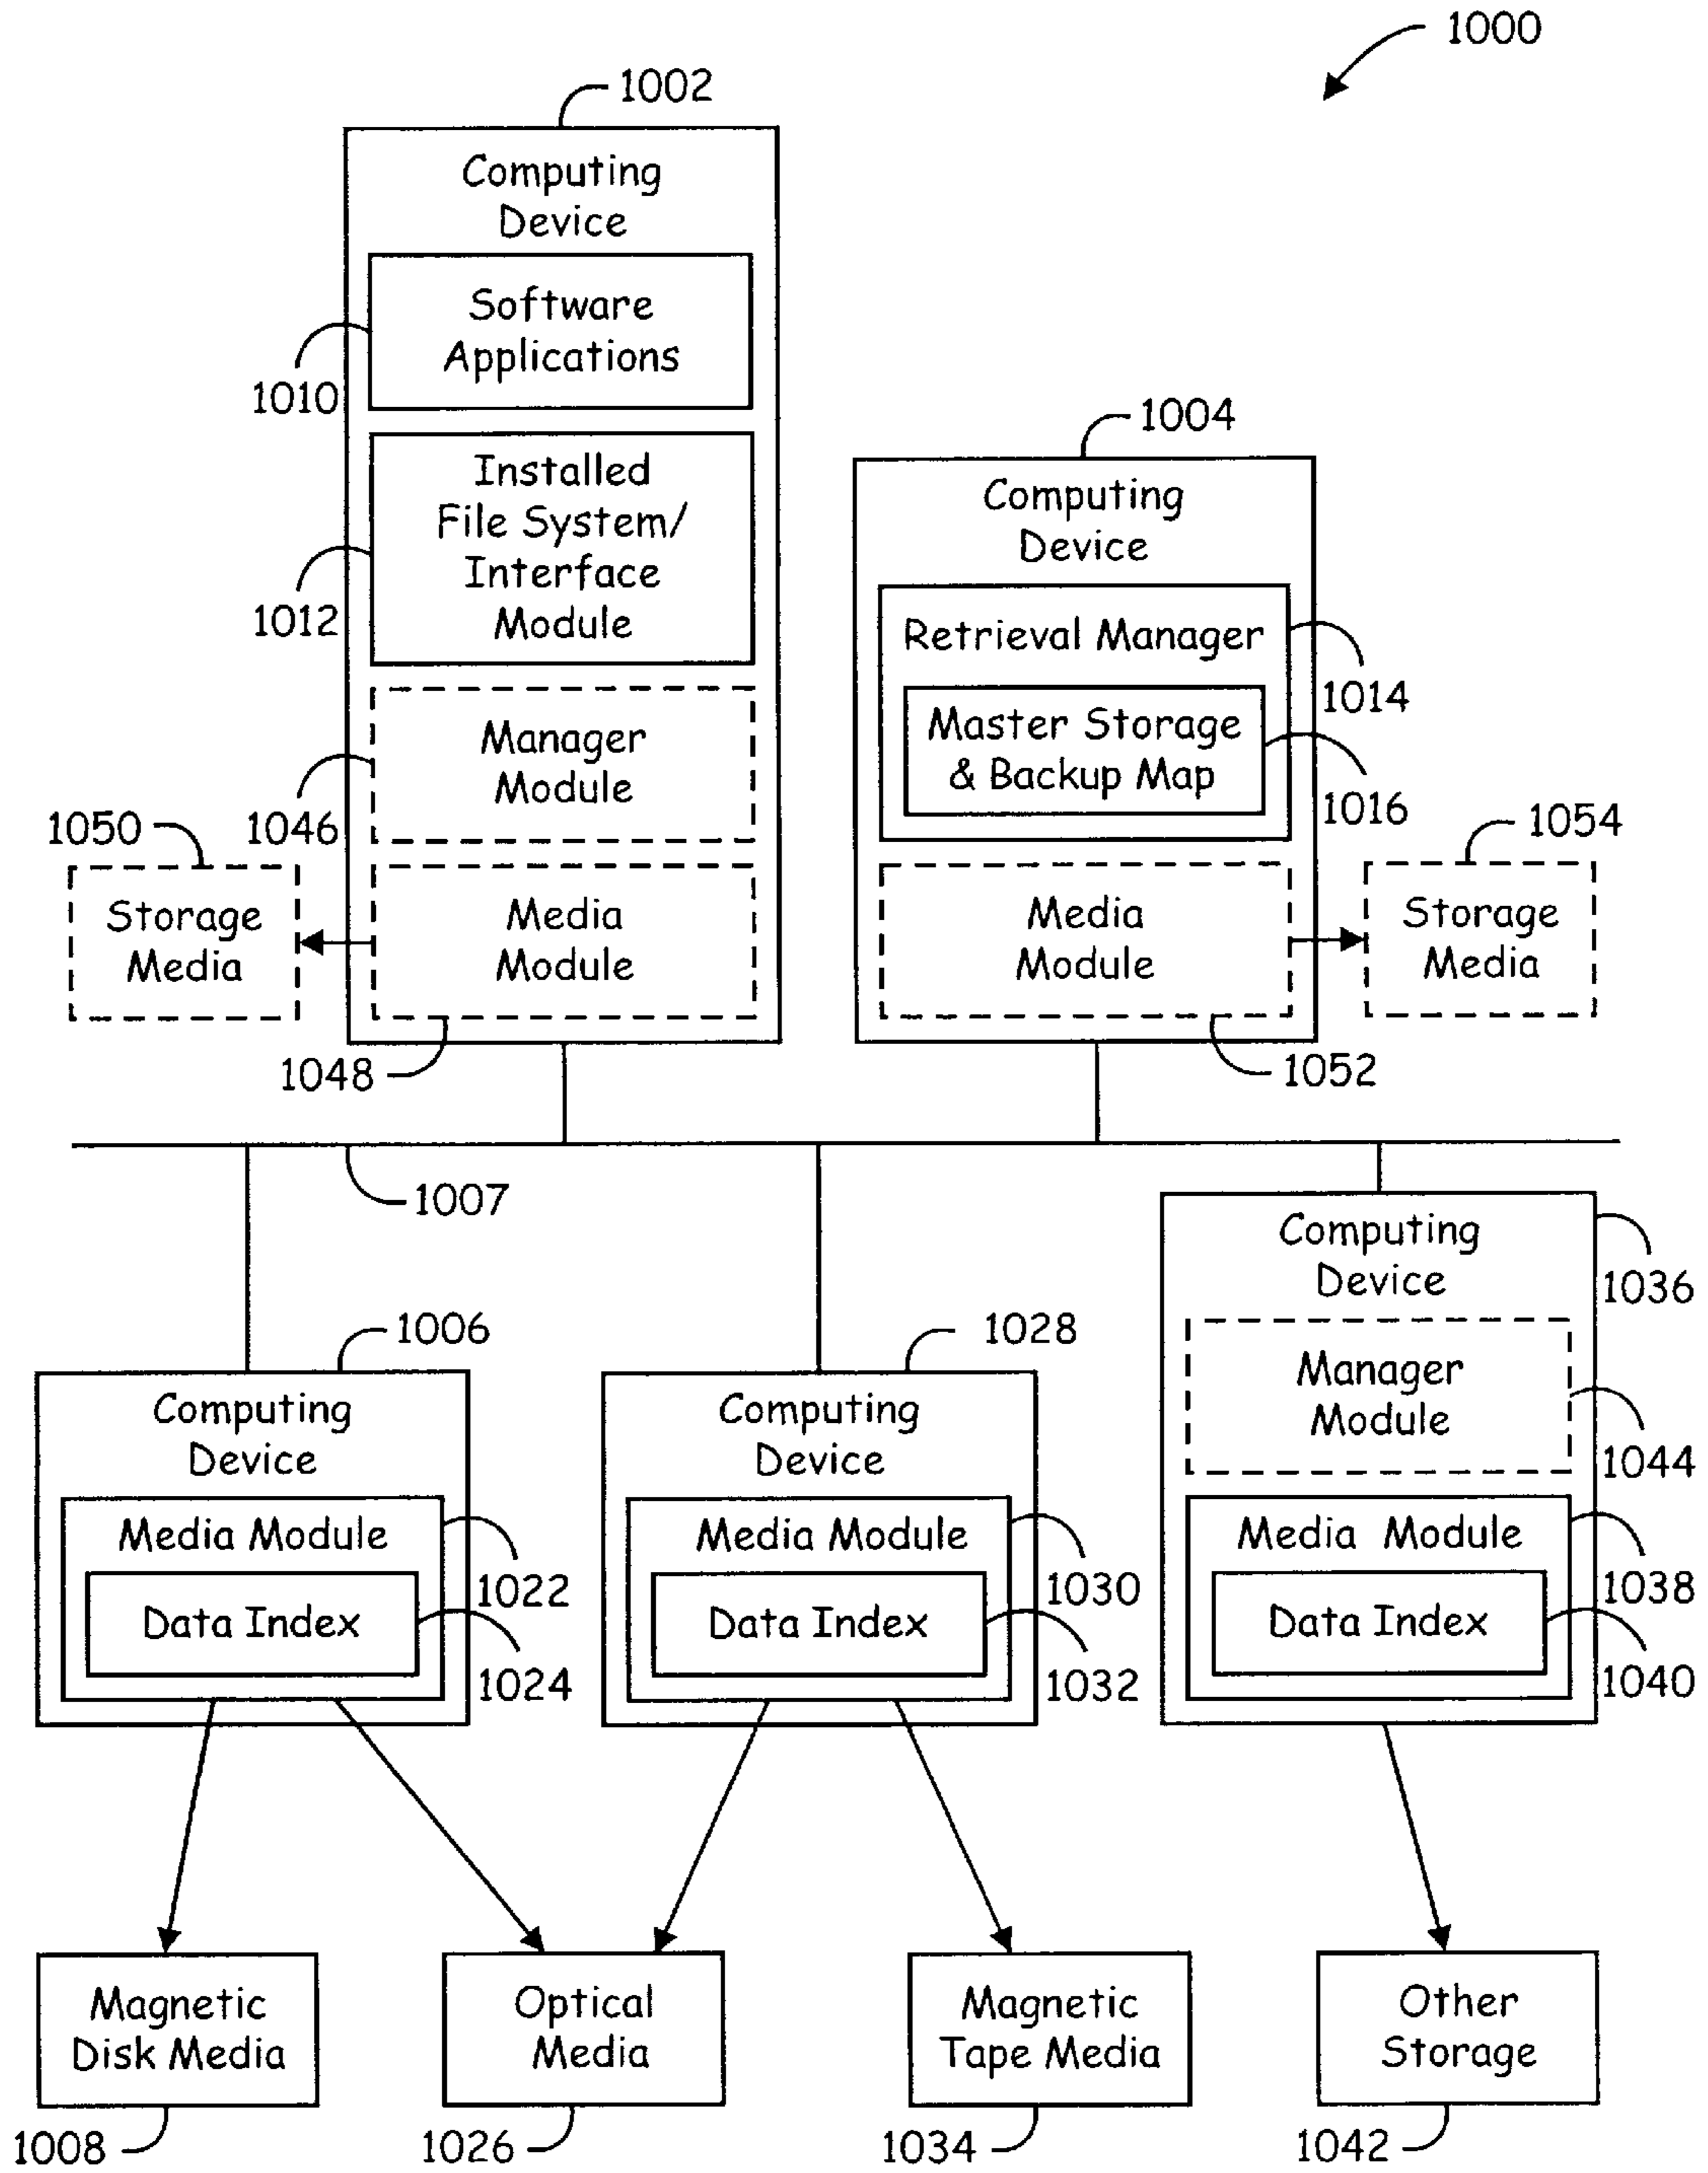 1000
1002
Computing
Device
Software
Applications
1010
Installed
File System/
Interface
Module
1012
Manager
Module
1046
Media
Module
1048
1050
Storage
Media
1004
Computing
Device
Retrieval Manager
1014
Master Storage
& Backup Map
1016
Media
Module
1052
1054
Storage
Media
1007
1006
Computing
Device
Media Module
1022
Data Index
1024
1028
Computing
Device
Media Module
1030
Data Index
1032
Computing
Device
1036
Manager
Module
1044
Media Module
1038
Data Index
1040
Magnetic
Disk Media
1008
Optical
Media
1026
Magnetic
Tape Media
1034
Other
Storage
1042